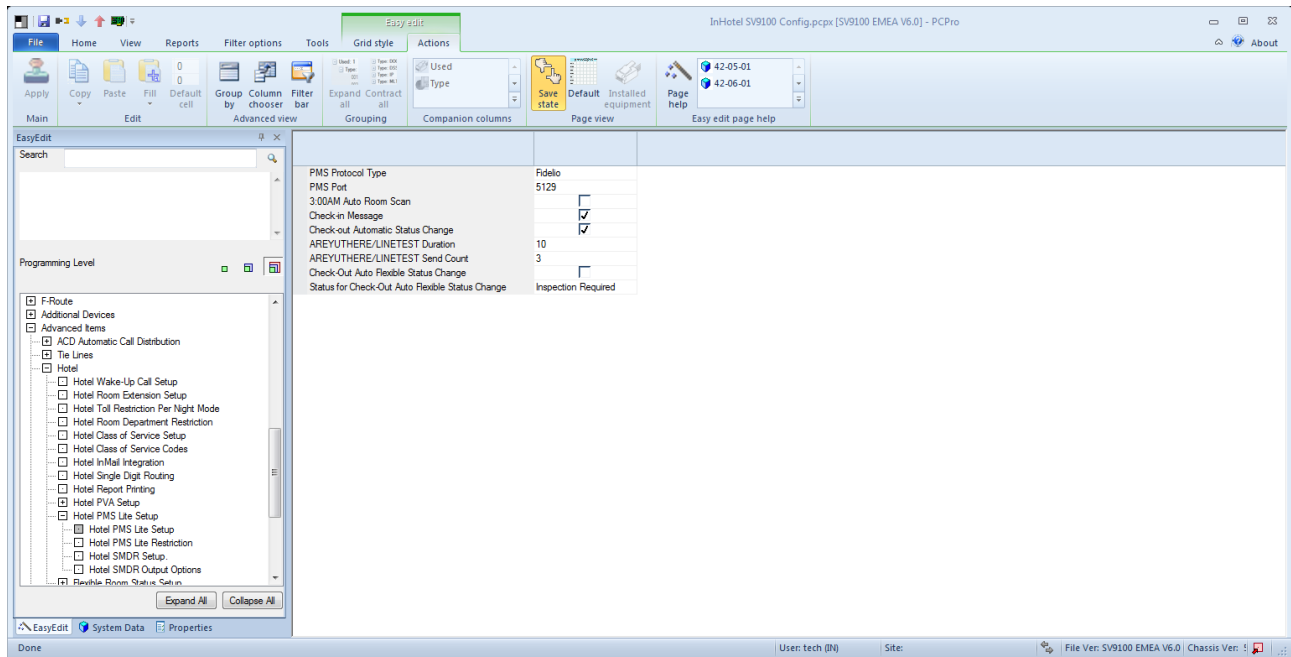 Easy edit
InHotel SV9100 Config.pcpx [SV9100 EMEA V6.0] - PCPro
File Home View Reports Filter options Tools Grid style Actions About
Apply Copy Paste Fill Default cell Group by Column chooser Filter bar Expand all Contract all Used Type Save state Default Installed equipment Page help 42-05-01 42-06-01
0
0
Main Edit Advanced view Grouping Companion columns Page view Easy edit page help
EasyEdit
Search
Programming Level
F-Route
Additional Devices
Advanced Items
ACD Automatic Call Distribution
Tie Lines
Hotel
Hotel Wake-Up Call Setup
Hotel Room Extension Setup
Hotel Toll Restriction Per Night Mode
Hotel Room Department Restriction
Hotel Class of Service Setup
Hotel Class of Service Codes
Hotel InMail Integration
Hotel Single Digit Routing
Hotel Report Printing
Hotel PVA Setup
Hotel PMS Lite Setup
Hotel PMS Lite Setup
Hotel PMS Lite Restriction
Hotel SMDR Setup.
Hotel SMDR Output Options
Flexible Room Status Setup
Expand All Collapse All
EasyEdit System Data Properties
PMS Protocol Type Fidelio
PMS Port 5129
3:00AM Auto Room Scan
Check-in Message
Check-out Automatic Status Change
AREYUTHERE/LINETEST Duration 10
AREYUTHERE/LINETEST Send Count 3
Check-Out Auto Flexible Status Change
Status for Check-Out Auto Flexible Status Change Inspection Required
Done User: tech (IN) Site: File Ver: SV9100 EMEA V6.0 Chassis Ver: